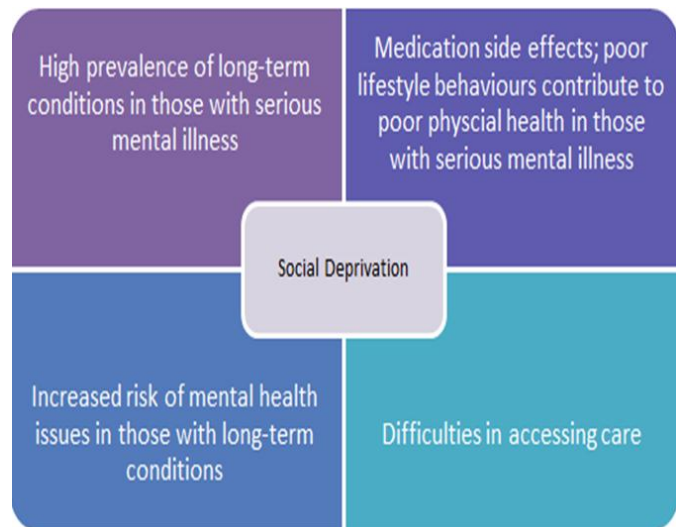 High prevalence of long-term
conditions in those with serious
mental illness
Medication side effects; poor
lifestyle behaviours contribute to
poor physcial health in those
with serious mental illness
Social Deprivation
Increased risk of mental health
issues in those with long-term
conditions
Difficulties in accessing care